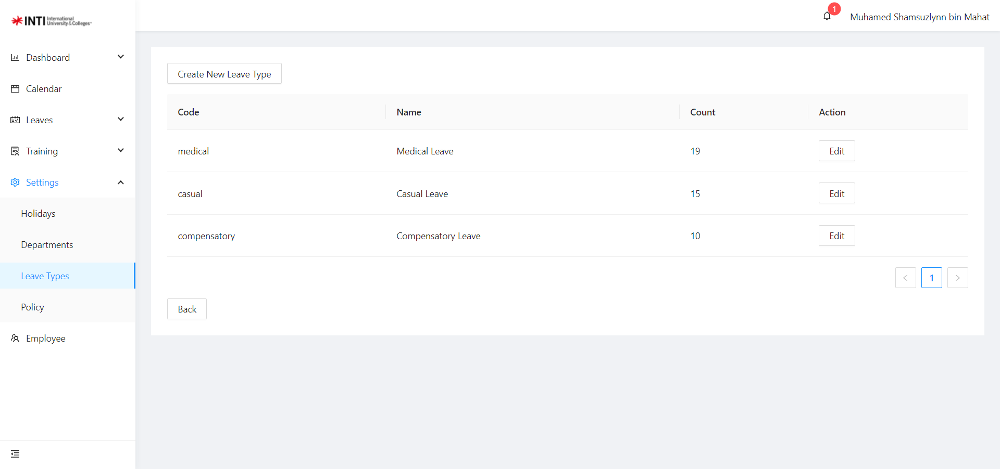 INTI International
University & Colleges
1
Muhamed Shamsuzlynn bin Mahat
Dashboard
Calendar
Leaves
Training
Settings
Holidays
Departments
Leave Types
Policy
Employee
Create New Leave Type
Code Name Count Action
medical Medical Leave 19 Edit
casual Casual Leave 15 Edit
compensatory Compensatory Leave 10 Edit
< 1 >
Back